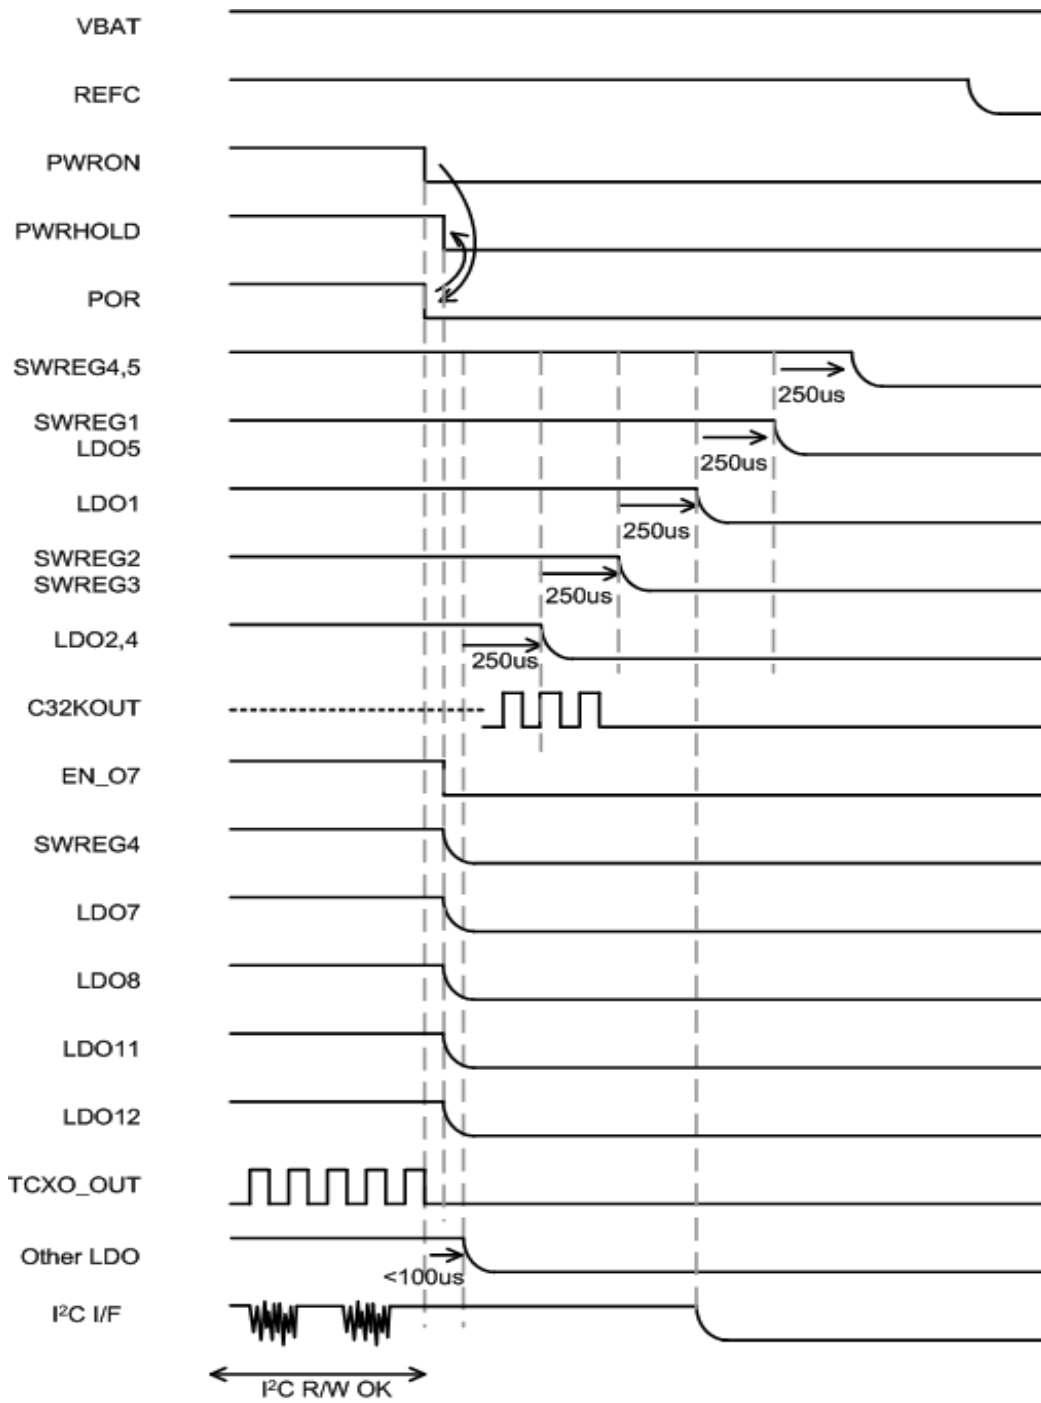 VBAT
REFC
PWRON
PWRHOLD
POR
SWREG4,5
250us
SWREG1
LDO5
250us
LDO1
250us
SWREG2
SWREG3
250us
LDO2,4
250us
C32KOUT
EN_O7
SWREG4
LDO7
LDO8
LDO11
LDO12
TCXO_OUT
Other LDO
<100us
I²C I/F
I²C R/W OK